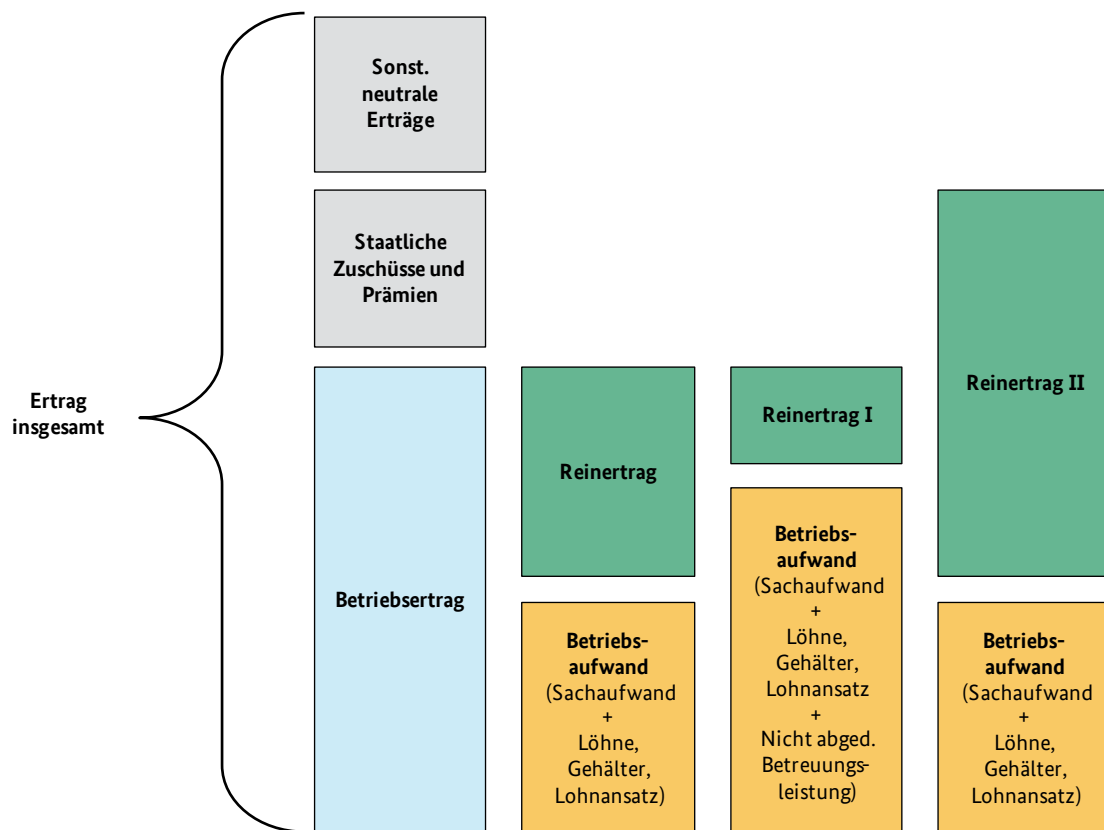 Sonst.
neutrale
Erträge
Staatliche
Zuschüsse und
Prämien
Ertrag
insgesamt
Betriebsertrag
Reinertrag
Betriebs-
aufwand
(Sachaufwand
+
Löhne,
Gehälter,
Lohnansatz)
Reinertrag I
Betriebs-
aufwand
(Sachaufwand
+
Löhne,
Gehälter,
Lohnansatz
+
Nicht abged.
Betreuungs-
leistung)
Reinertrag II
Betriebs-
aufwand
(Sachaufwand
+
Löhne,
Gehälter,
Lohnansatz)